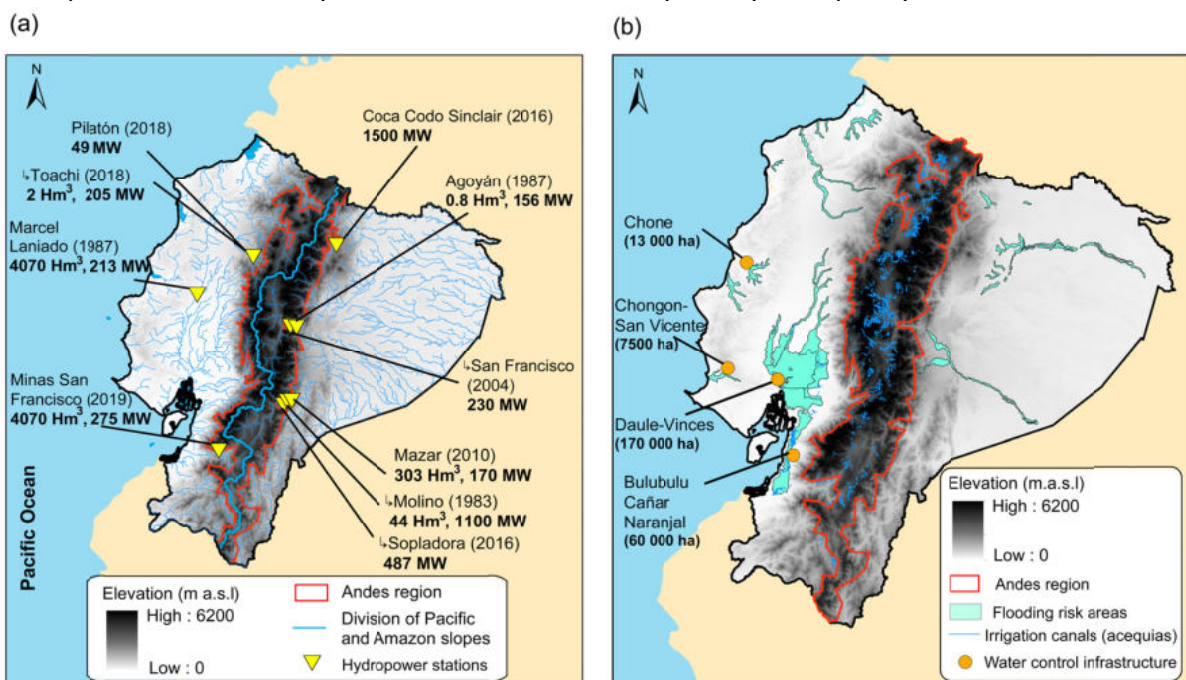 (a)
N
Pilatón (2018)
49 MW
↳Toachi (2018)
2 Hm³, 205 MW
Marcel
Laniado (1987)
4070 Hm³, 213 MW
Minas San
Francisco (2019)
4070 Hm³, 275 MW
Coca Codo Sinclair (2016)
1500 MW
Agoyán (1987)
0.8 Hm³, 156 MW
↳San Francisco
(2004)
230 MW
Mazar (2010)
303 Hm³, 170 MW
↳Molino (1983)
44 Hm³, 1100 MW
↳Sopladora (2016)
487 MW
Pacific Ocean
Elevation (m a.s.l)
High : 6200
Low : 0
Andes region
Division of Pacific
and Amazon slopes
Hydropower stations
(b)
N
Chone
(13 000 ha)
Chongon-
San Vicente
(7500 ha)
Daule-Vinces
(170 000 ha)
Bulubulu
Cañar
Naranjal
(60 000 ha)
Elevation (m.a.s.l)
High : 6200
Low : 0
Andes region
Flooding risk areas
Irrigation canals (acequias)
Water control infrastructure